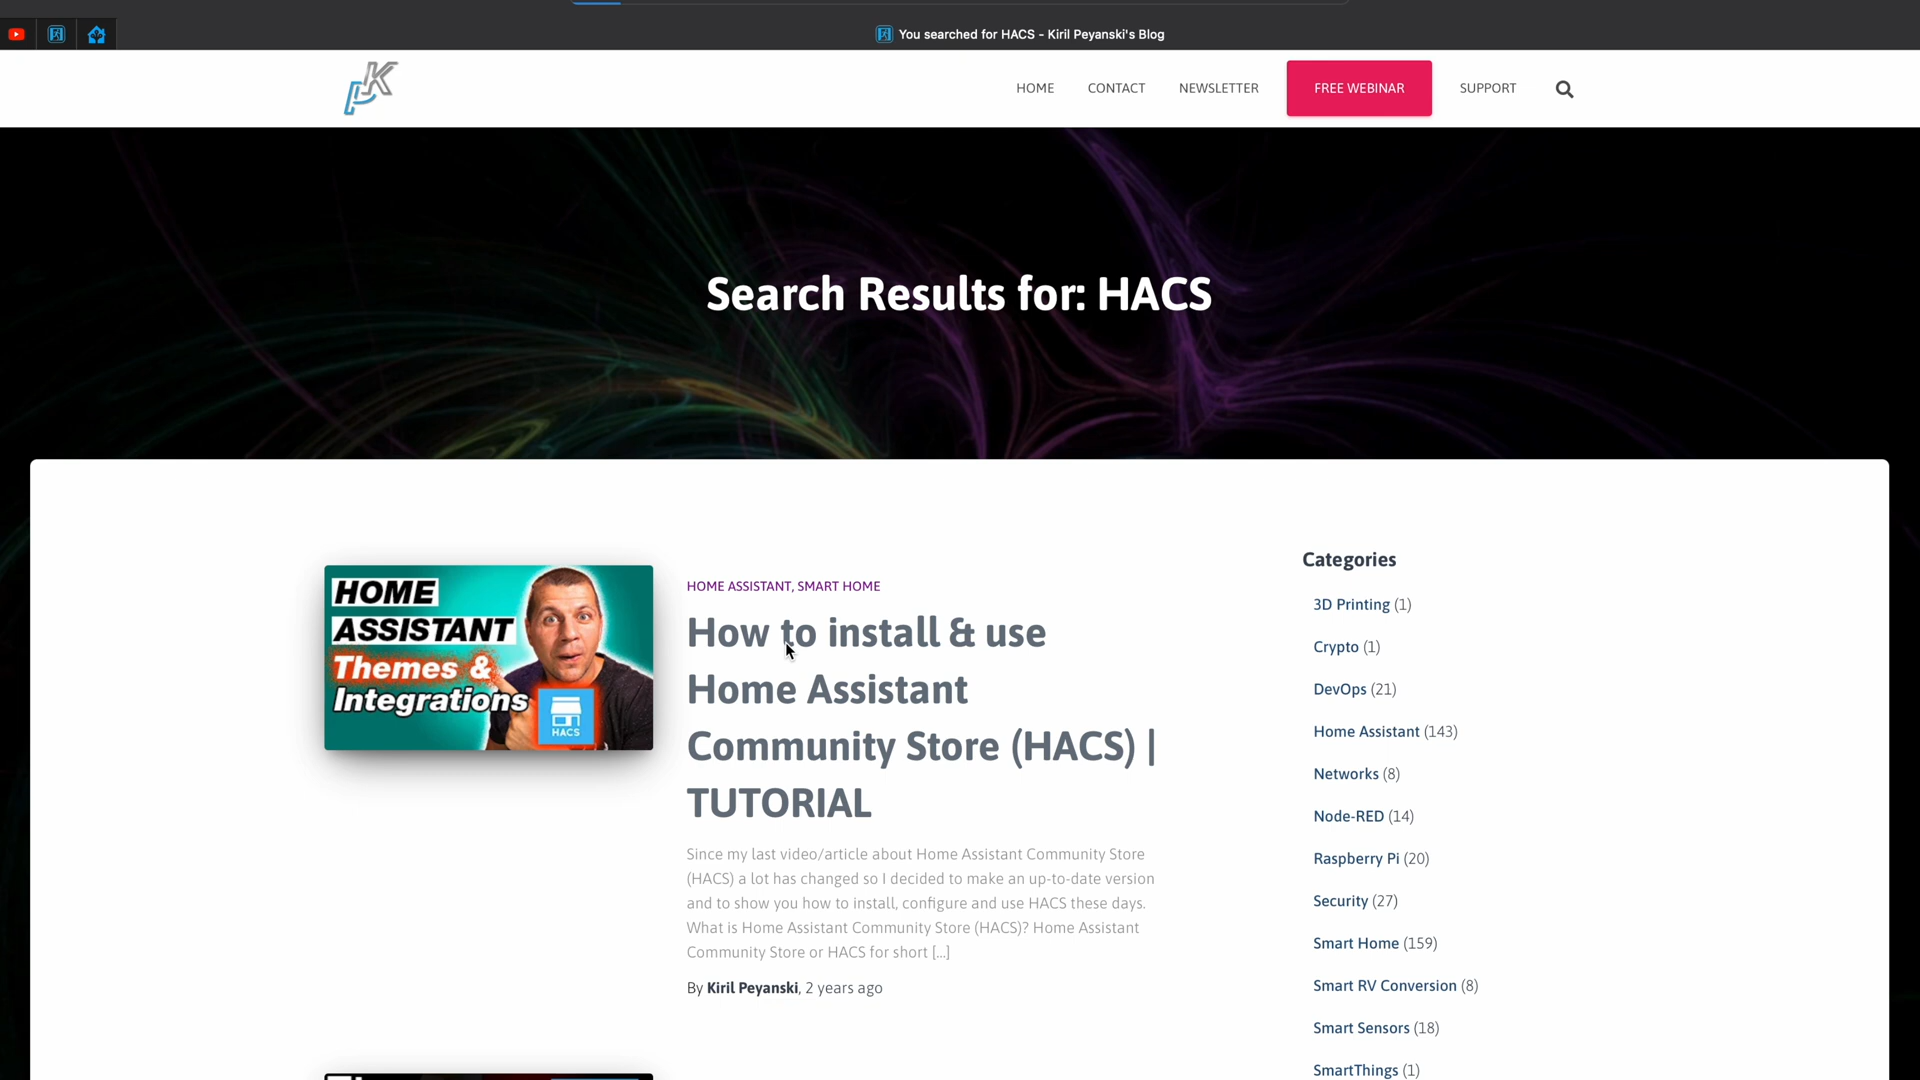 You searched for HACS - Kiril Peyanski's Blog
PK
HOME
CONTACT
NEWSLETTER
FREE WEBINAR
SUPPORT
Search Results for: HACS
HOME
ASSISTANT
Themes &
Integrations
HACS
HOME ASSISTANT, SMART HOME
How to install & use
Home Assistant
Community Store (HACS) |
TUTORIAL
Since my last video/article about Home Assistant Community Store
(HACS) a lot has changed so I decided to make an up-to-date version
and to show you how to install, configure and use HACS these days.
What is Home Assistant Community Store (HACS)? Home Assistant
Community Store or HACS for short [...]
By Kiril Peyanski, 2 years ago
Categories
3D Printing (1)
Crypto (1)
DevOps (21)
Home Assistant (143)
Networks (8)
Node-RED (14)
Raspberry Pi (20)
Security (27)
Smart Home (159)
Smart RV Conversion (8)
Smart Sensors (18)
SmartThings (1)